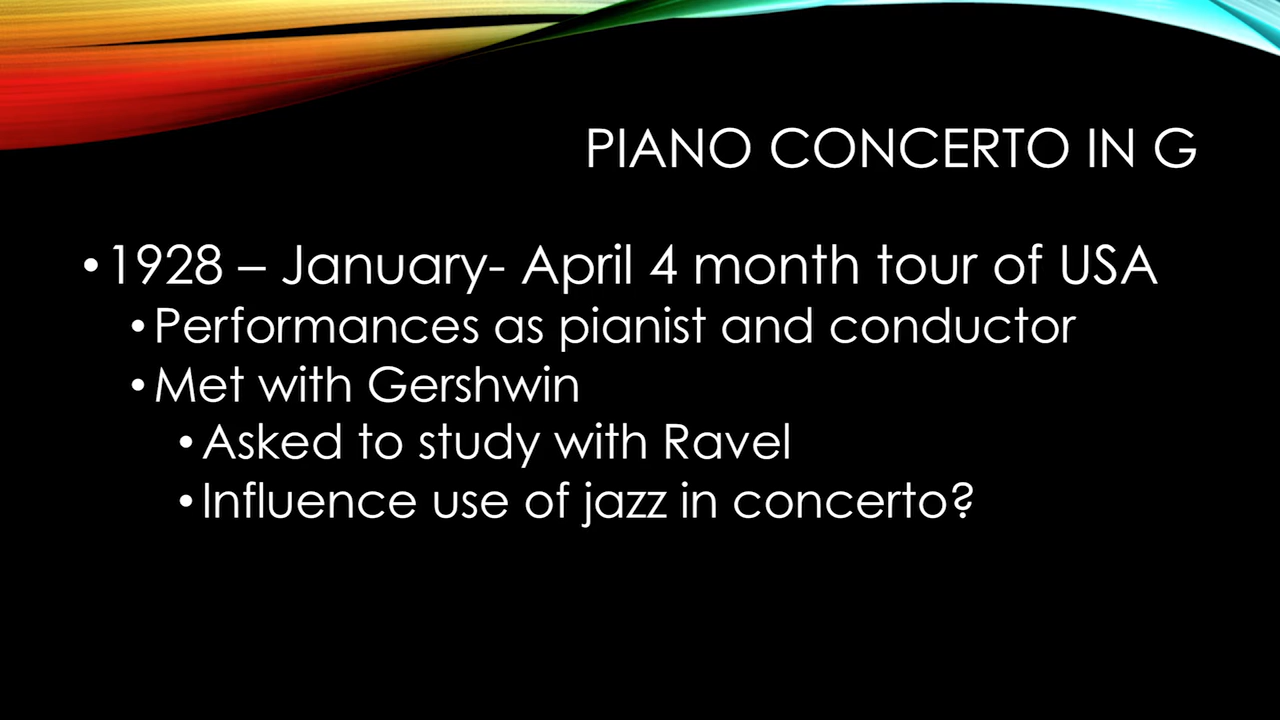 PIANO CONCERTO IN G
•1928 – January- April 4 month tour of USA
•Performances as pianist and conductor
•Met with Gershwin
•Asked to study with Ravel
•Influence use of jazz in concerto?